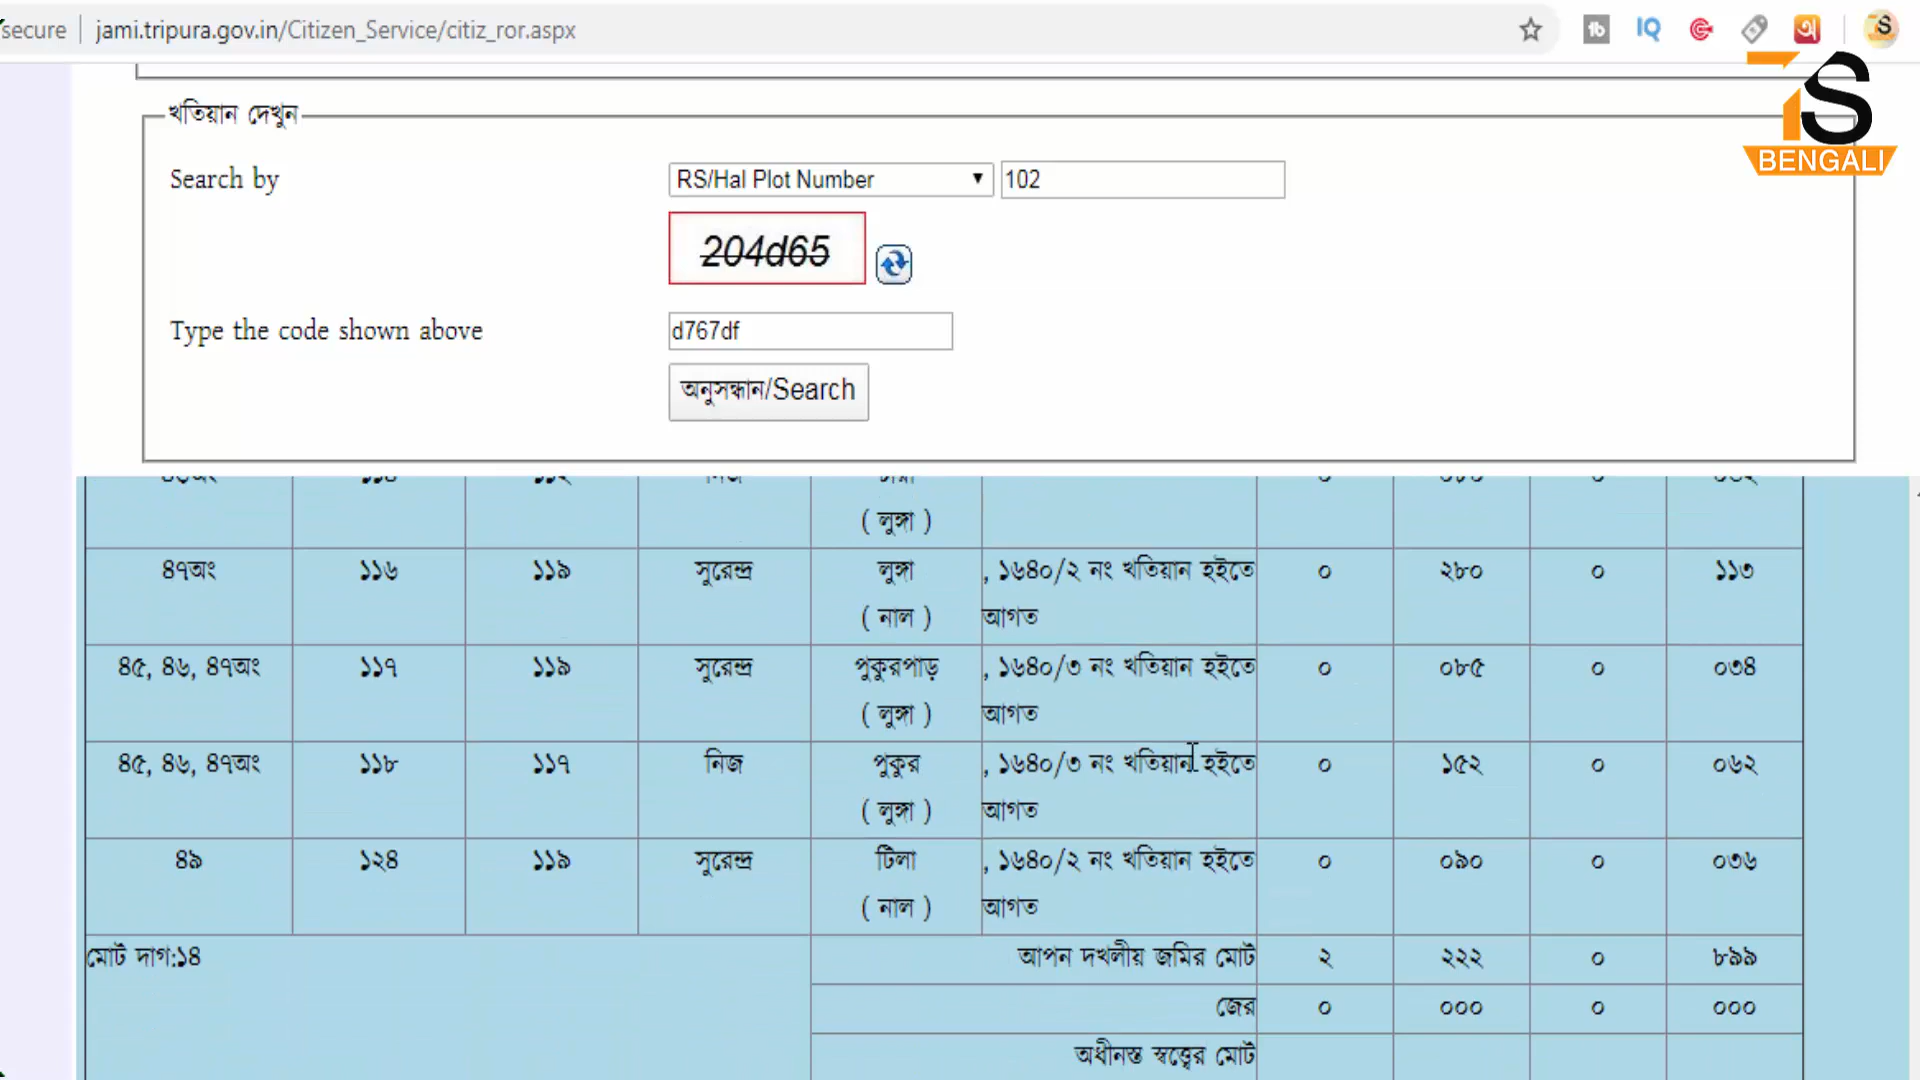 secure jami.tripura.gov.in/Citizen_Service/citiz_ror.aspx
S
BENGALI
খতিয়ান দেখুন
Search by RS/Hal Plot Number 102
204d65
Type the code shown above d767df
অনুসন্ধান/Search
( লুঙ্গা )
৪৭অং ১১৬ ১১৯ সুরেন্দ্র লুঙ্গা , ১৬৪০/২ নং খতিয়ান হইতে ০ ২৮০ ০ ১১৩
( নাল ) আগত
৪৫, ৪৬, ৪৭অং ১১৭ ১১৯ সুরেন্দ্র পুকুরপাড় , ১৬৪০/৩ নং খতিয়ান হইতে ০ ০৮৫ ০ ০৩৪
( লুঙ্গা ) আগত
৪৫, ৪৬, ৪৭অং ১১৮ ১১৭ নিজ পুকুর , ১৬৪০/৩ নং খতিয়ান হইতে ০ ১৫২ ০ ০৬২
( লুঙ্গা ) আগত
৪৯ ১২৪ ১১৯ সুরেন্দ্র টিলা , ১৬৪০/২ নং খতিয়ান হইতে ০ ০৯০ ০ ০৩৬
( নাল ) আগত
মোট দাগ:১৪ আপন দখলীয় জমির মোট ২ ২২২ ০ ৮৯৯
জের ০ ০০০ ০ ০০০
অধীনস্ত স্বত্ত্বের মোট